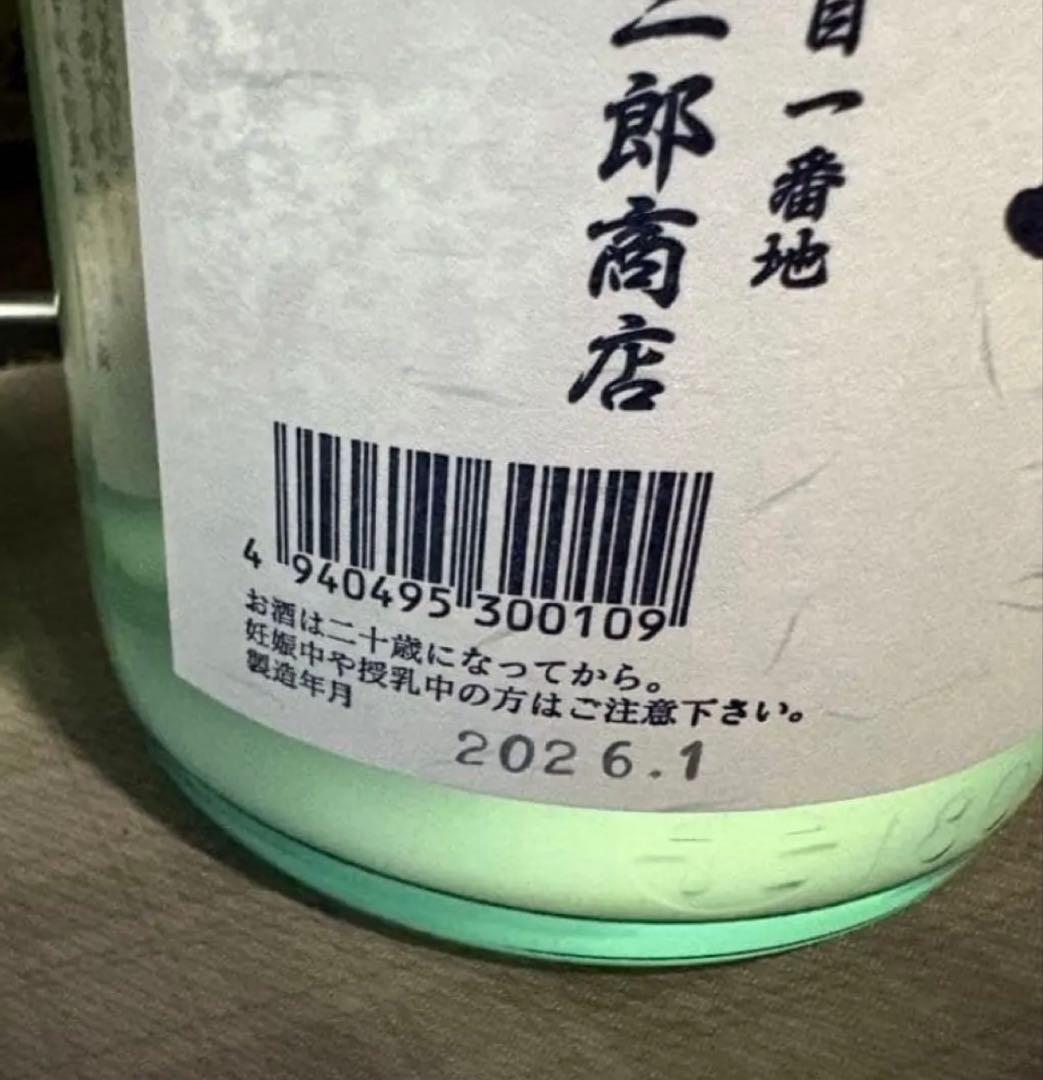 目一番地
二郎商店
4 940495 300109
お酒は二十歳になってから。
妊娠中や授乳中の方はご注意下さい。
製造年月
2026.1